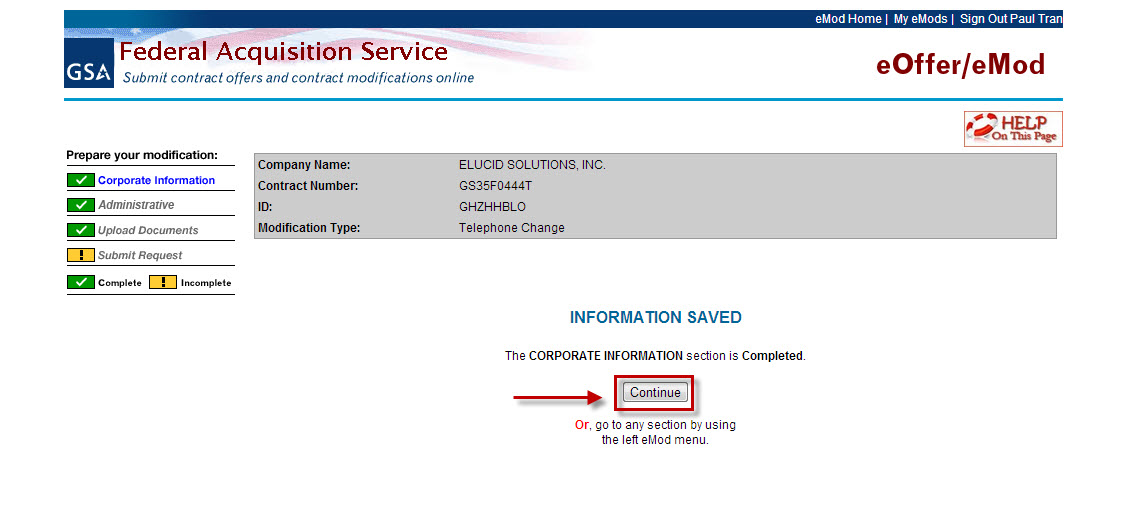 eMod Home | My eMods | Sign Out Paul Tran
GSA
Federal Acquisition Service
Submit contract offers and contract modifications online
eOffer/eMod
HELP
On This Page
Prepare your modification:
Corporate Information
Administrative
Upload Documents
! Submit Request
Complete ! Incomplete
Company Name: ELUCID SOLUTIONS, INC.
Contract Number: GS35F0444T
ID: GHZHHBLO
Modification Type: Telephone Change
INFORMATION SAVED
The CORPORATE INFORMATION section is Completed.
Continue
Or, go to any section by using
the left eMod menu.